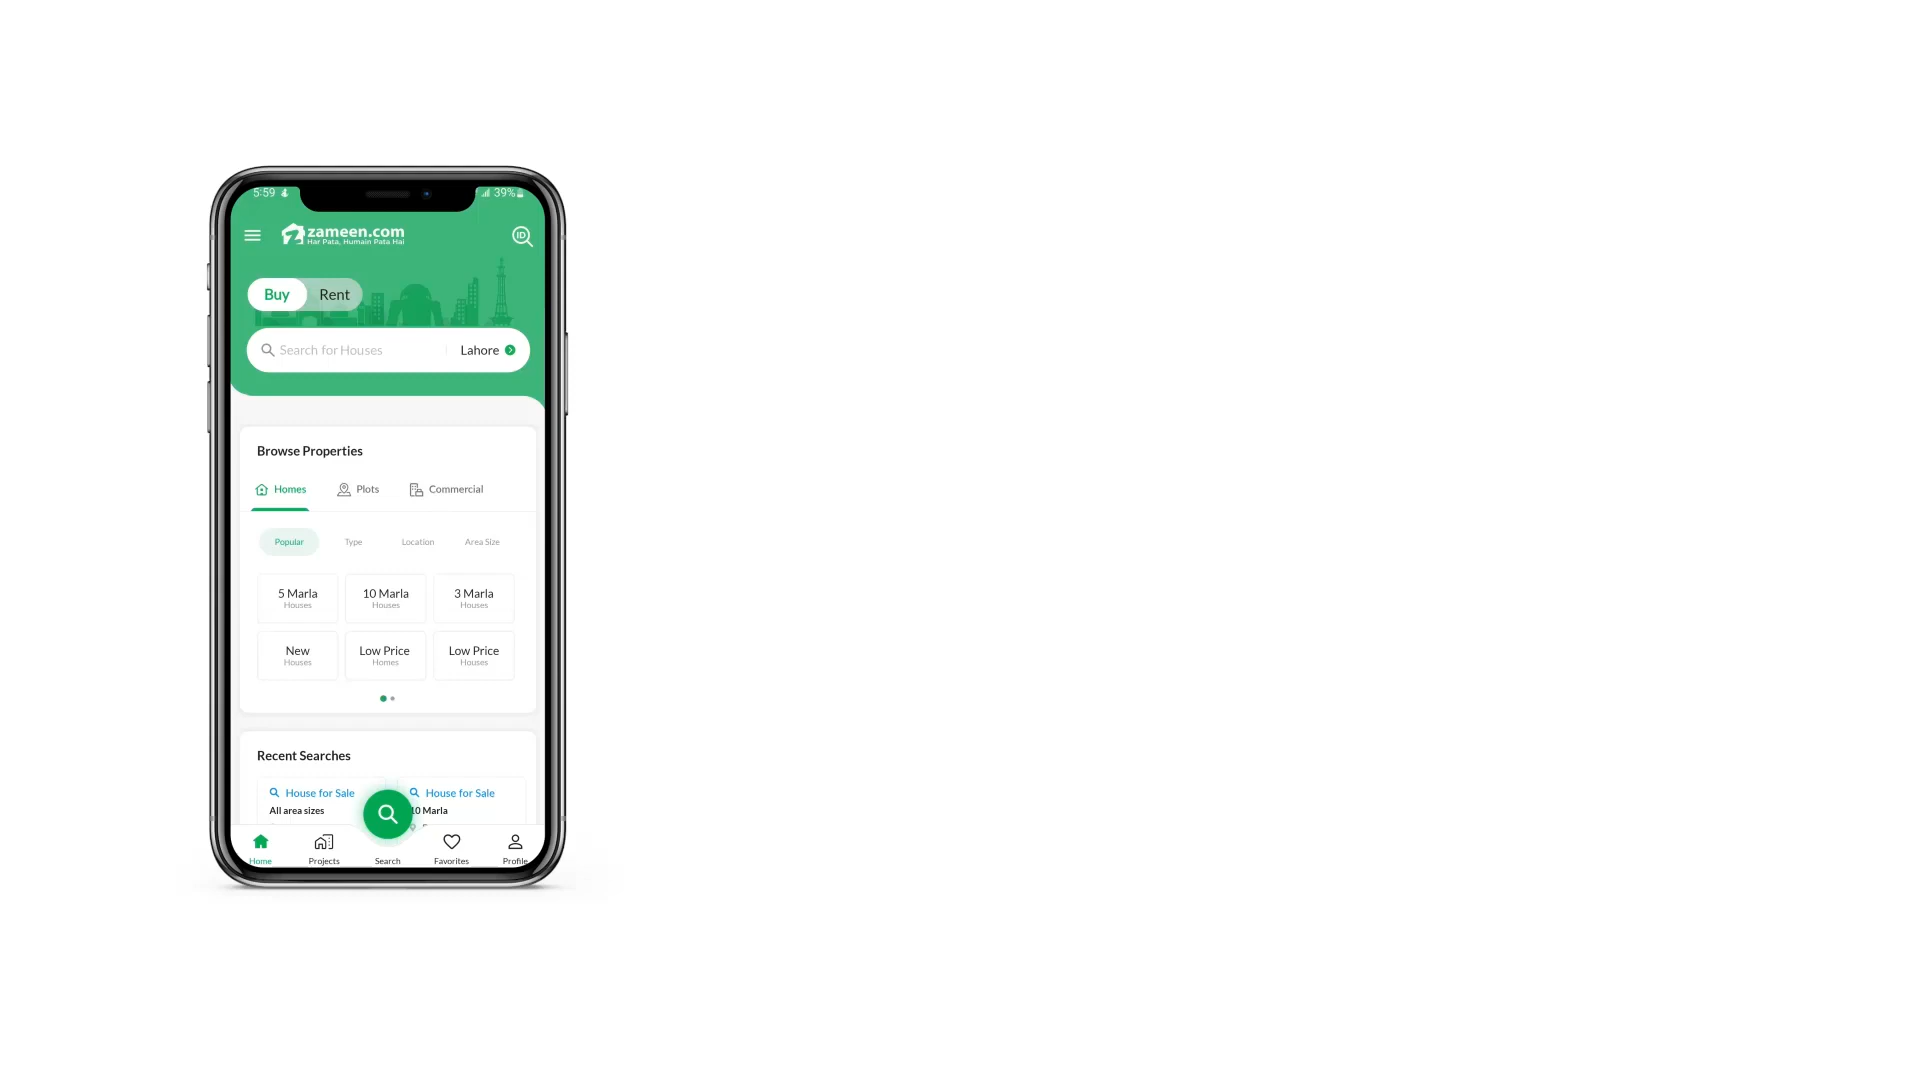 5:59 39%
zameen.com
Har Pata, Humain Pata Hai
ID
Buy Rent
Search for Houses Lahore
Browse Properties
Homes Plots Commercial
Popular Type Location Area Size
5 Marla 10 Marla 3 Marla
Houses Houses Houses
New Low Price Low Price
Houses Homes Houses
Recent Searches
House for Sale House for Sale
All area sizes 10 Marla
Home Projects Search Favorites Profile